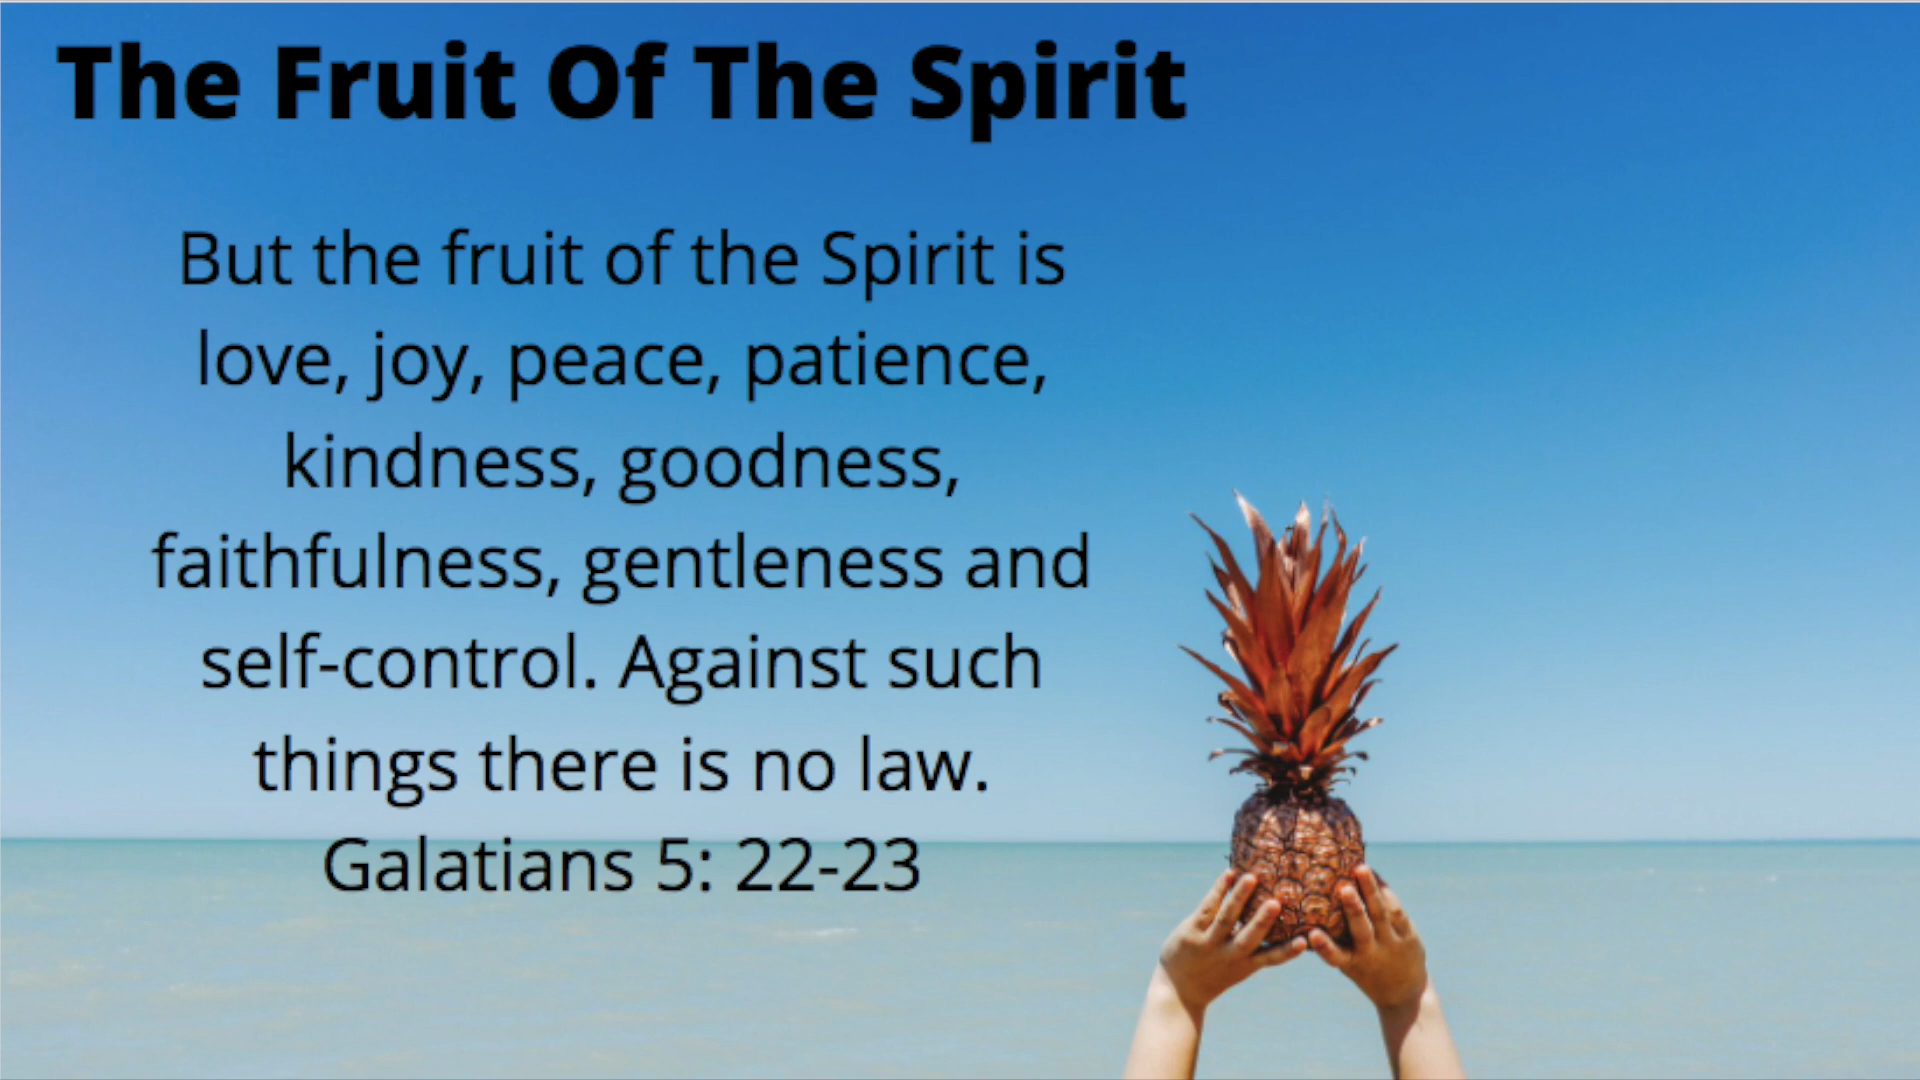 The Fruit Of The Spirit
But the fruit of the Spirit is
love, joy, peace, patience,
kindness, goodness,
faithfulness, gentleness and
self-control. Against such
things there is no law.
Galatians 5: 22-23